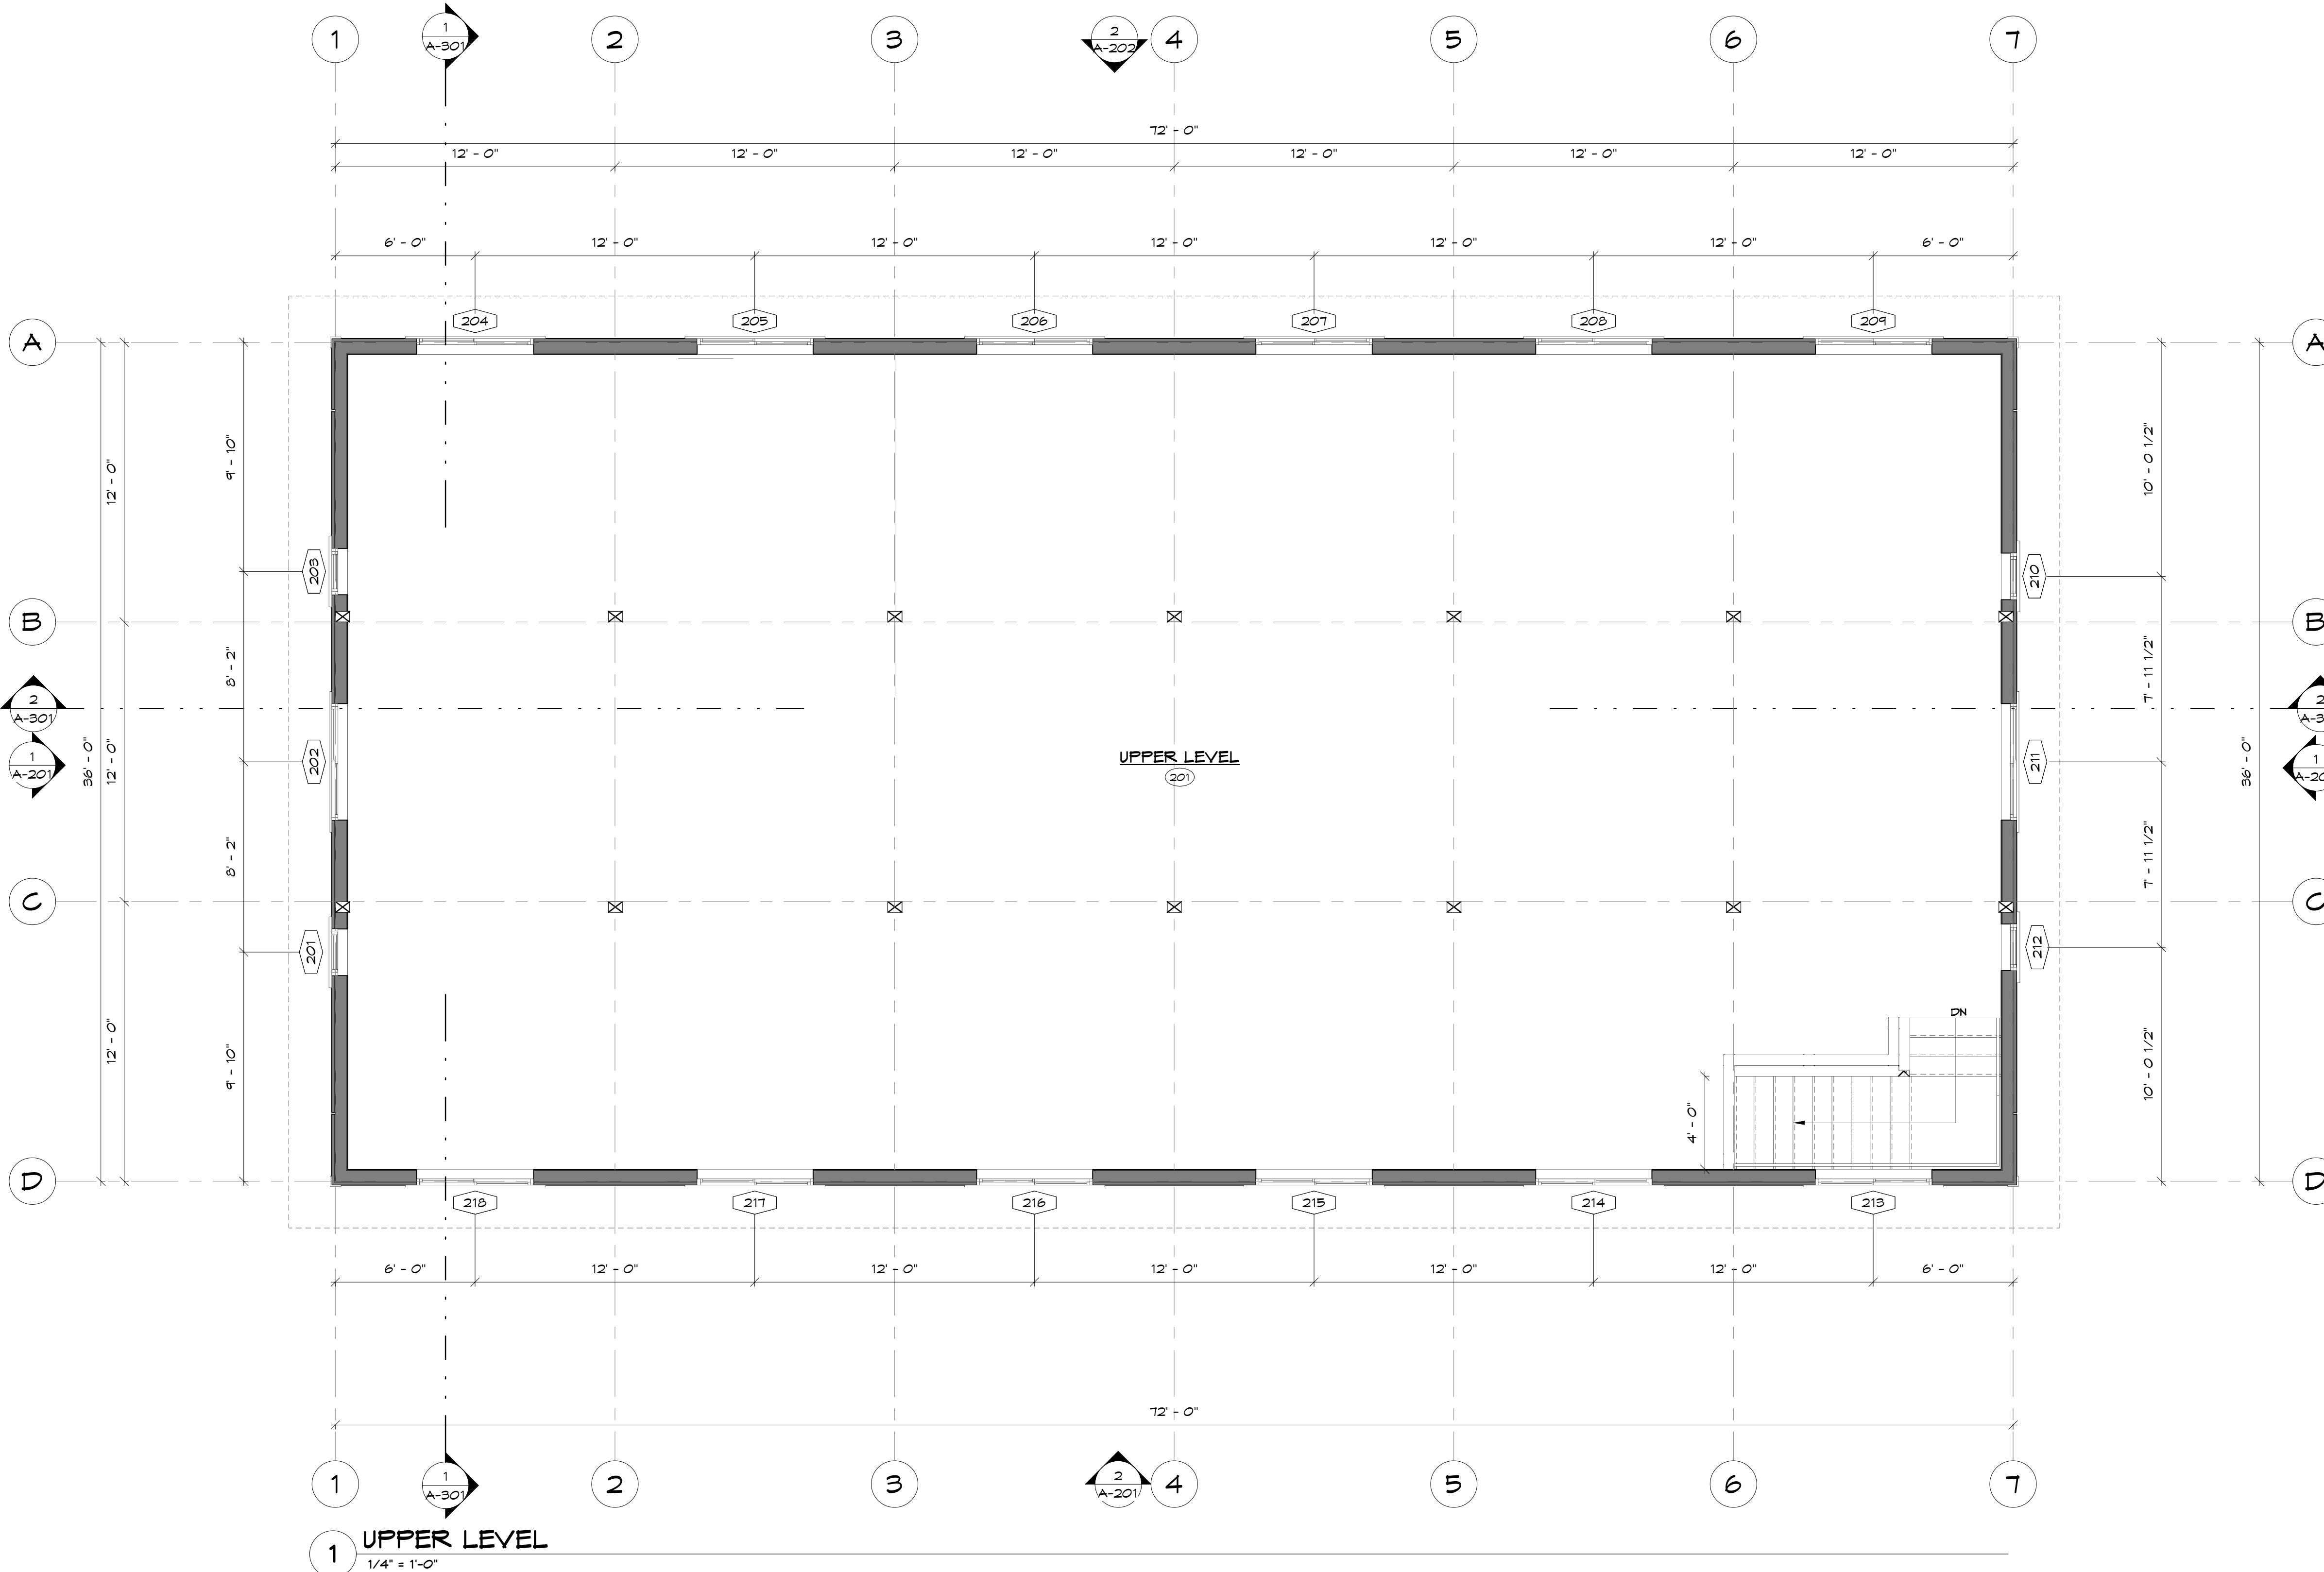 1
1
A-301
2
3
2
A-202
4
5
6
7
72' - 0"
12' - 0"
12' - 0"
12' - 0"
12' - 0"
12' - 0"
12' - 0"
6' - 0"
12' - 0"
12' - 0"
12' - 0"
12' - 0"
12' - 0"
6' - 0"
204
205
206
207
208
209
A
A
9' - 10"
12' - 0"
10' - 0 1/2"
203
210
B
B
8' - 2"
7' - 11 1/2"
2
A-301
2
1
A-201
1
36' - 0"
12' - 0"
202
UPPER LEVEL
201
211
36' - 0"
8' - 2"
7' - 11 1/2"
C
C
201
212
12' - 0"
9' - 10"
10' - 0 1/2"
DN
4' - 0"
D
D
218
217
216
215
214
213
6' - 0"
12' - 0"
12' - 0"
12' - 0"
12' - 0"
12' - 0"
6' - 0"
72' - 0"
1
1
A-301
2
3
2
A-201
4
5
6
7
1
UPPER LEVEL
1/4" = 1'-0"